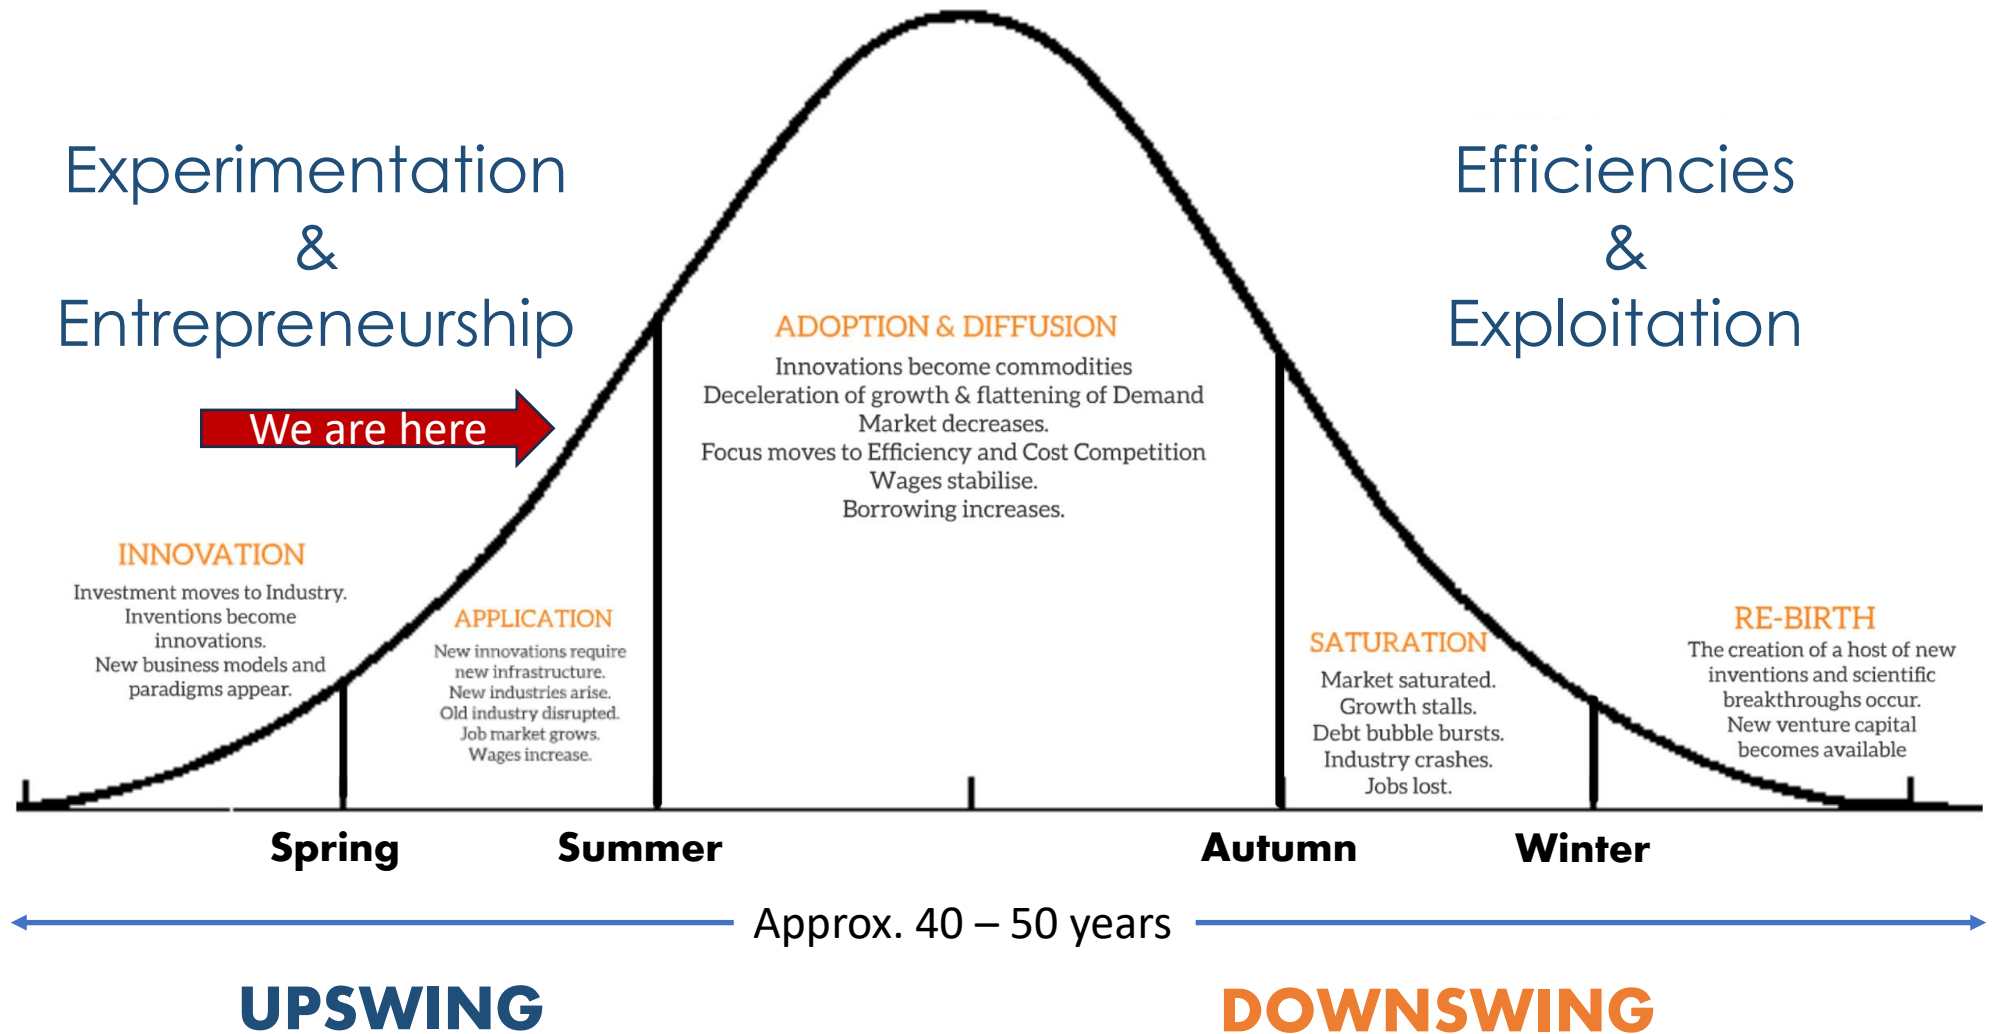 Experimentation
&
Entrepreneurship
Efficiencies
&
Exploitation
We are here
INNOVATION
Investment moves to Industry.
Inventions become
innovations.
New business models and
paradigms appear.
APPLICATION
New innovations require
new infrastructure.
New industries arise.
Old industry disrupted.
Job market grows.
Wages increase.
ADOPTION & DIFFUSION
Innovations become commodities
Deceleration of growth & flattening of Demand
Market decreases.
Focus moves to Efficiency and Cost Competition
Wages stabilise.
Borrowing increases.
SATURATION
Market saturated.
Growth stalls.
Debt bubble bursts.
Industry crashes.
Jobs lost.
RE-BIRTH
The creation of a host of new
inventions and scientific
breakthroughs occur.
New venture capital
becomes available
Spring
Summer
Autumn
Winter
Approx. 40 – 50 years
UPSWING
DOWNSWING